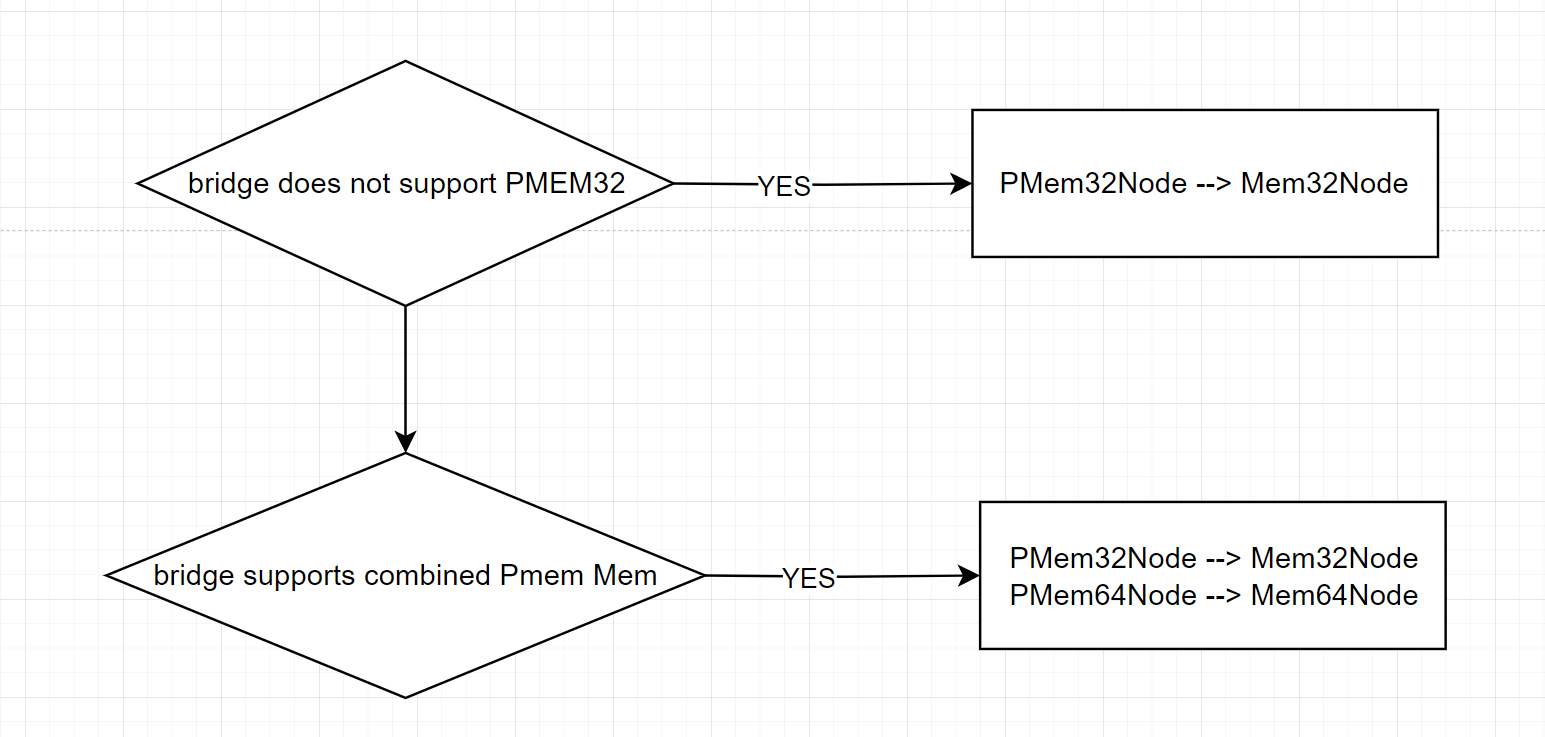 bridge does not support PMEM32
YES
PMem32Node --> Mem32Node
bridge supports combined Pmem Mem
YES
PMem32Node --> Mem32Node
PMem64Node --> Mem64Node